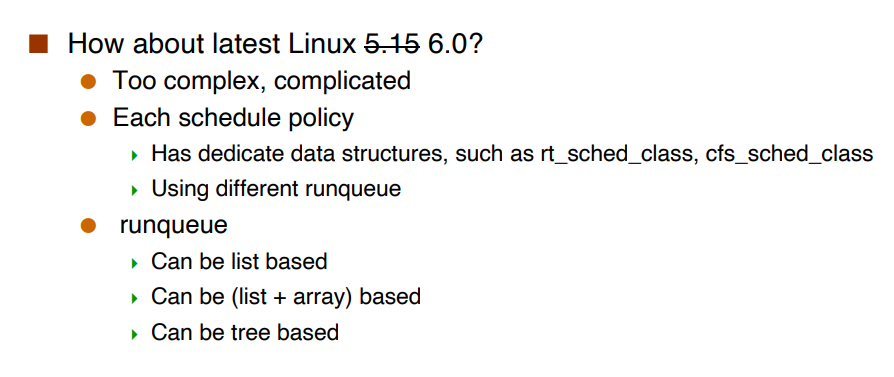 How about latest Linux 5.15 6.0?
Too complex, complicated
Each schedule policy
Has dedicate data structures, such as rt_sched_class, cfs_sched_class
Using different runqueue
runqueue
Can be list based
Can be (list + array) based
Can be tree based